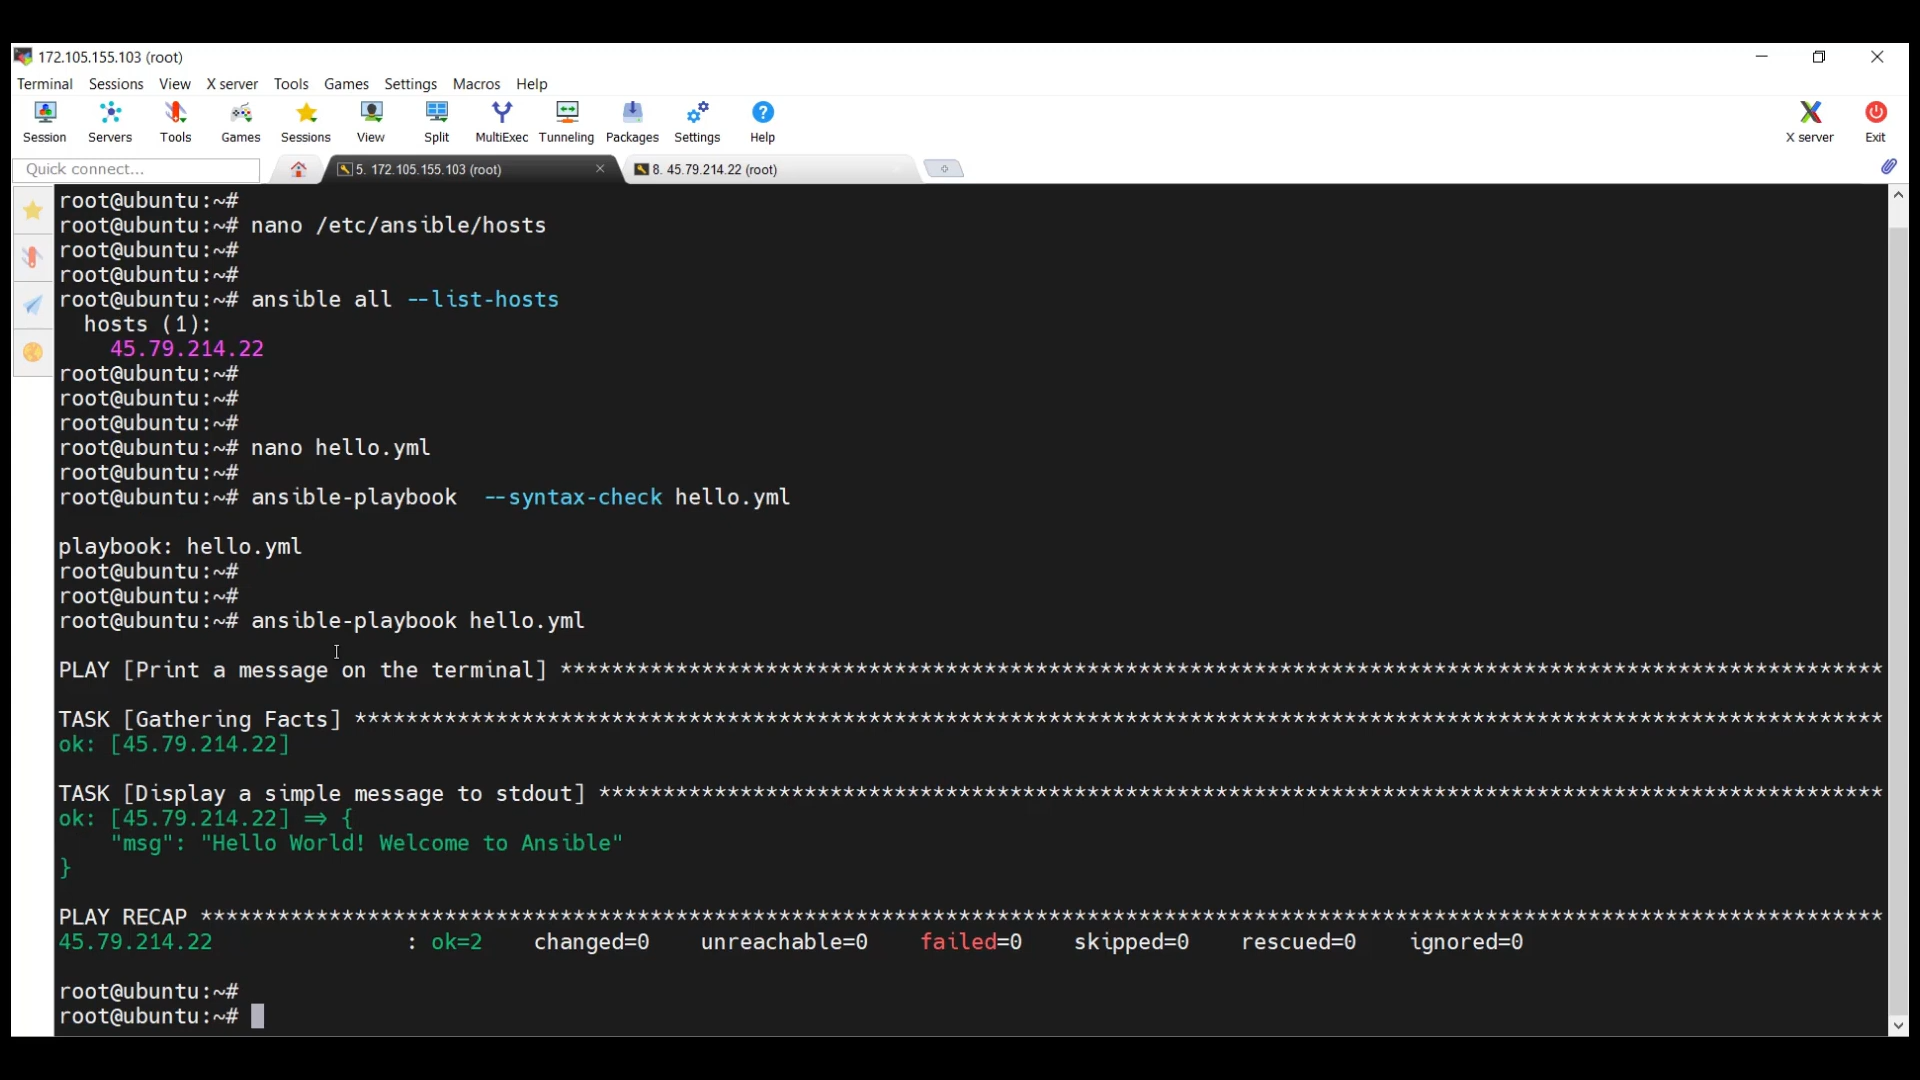 172.105.155.103 (root)
Terminal Sessions View X server Tools Games Settings Macros Help
Session Servers Tools Games Sessions View Split MultiExec Tunneling Packages Settings Help X server Exit
Quick connect... 5. 172.105.155.103 (root) 8. 45.79.214.22 (root)
root@ubuntu:~#
root@ubuntu:~# nano /etc/ansible/hosts
root@ubuntu:~#
root@ubuntu:~#
root@ubuntu:~# ansible all --list-hosts
  hosts (1):
    45.79.214.22
root@ubuntu:~#
root@ubuntu:~#
root@ubuntu:~#
root@ubuntu:~# nano hello.yml
root@ubuntu:~#
root@ubuntu:~# ansible-playbook  --syntax-check hello.yml
playbook: hello.yml
root@ubuntu:~#
root@ubuntu:~#
root@ubuntu:~# ansible-playbook hello.yml
PLAY [Print a message on the terminal] *******************************************************************************************************
TASK [Gathering Facts] ***********************************************************************************************************************
ok: [45.79.214.22]
TASK [Display a simple message to stdout] ****************************************************************************************************
ok: [45.79.214.22] => {
    "msg": "Hello World! Welcome to Ansible"
}
PLAY RECAP ***********************************************************************************************************************************
45.79.214.22               : ok=2    changed=0    unreachable=0    failed=0    skipped=0    rescued=0    ignored=0
root@ubuntu:~#
root@ubuntu:~#